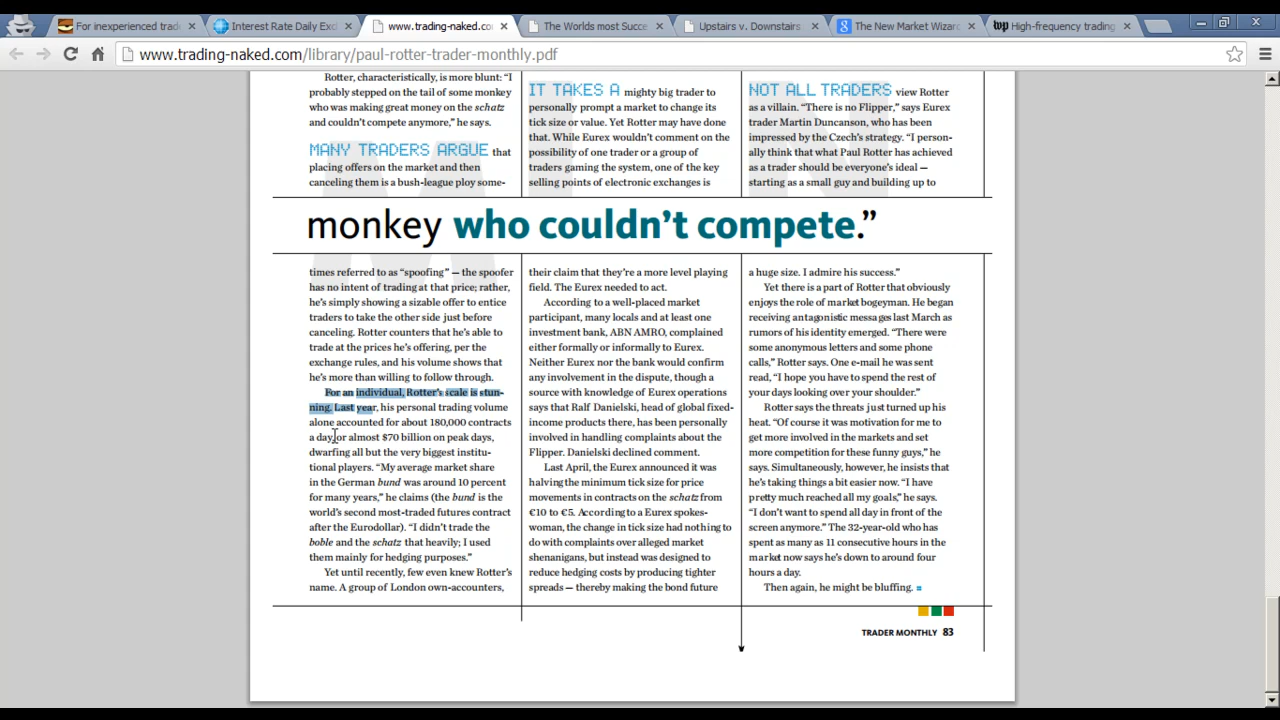 For inexperienced trad
Interest Rate Daily Exc
www.trading-naked.co
The Worlds most Succe
Upstairs v. Downstairs
The New Market Wizar
High-frequency trading
www.trading-naked.com/library/paul-rotter-trader-monthly.pdf
Rotter, characteristically, is more blunt: “I
probably stepped on the tail of some monkey
who was making great money on the schatz
and couldn’t compete anymore,” he says.
MANY TRADERS ARGUE that
placing offers on the market and then
canceling them is a bush-league ploy some-
IT TAKES A mighty big trader to
personally prompt a market to change its
tick size or value. Yet Rotter may have done
that. While Eurex wouldn’t comment on the
possibility of one trader or a group of
traders gaming the system, one of the key
selling points of electronic exchanges is
NOT ALL TRADERS view Rotter
as a villain. “There is no Flipper,” says Eurex
trader Martin Duncanson, who has been
impressed by the Czech’s strategy. “I person-
ally think that what Paul Rotter has achieved
as a trader should be everyone’s ideal —
starting as a small guy and building up to
monkey who couldn’t compete.”
times referred to as “spoofing” — the spoofer
has no intent of trading at that price; rather,
he’s simply showing a sizable offer to entice
traders to take the other side just before
canceling. Rotter counters that he’s able to
trade at the prices he’s offering, per the
exchange rules, and his volume shows that
he’s more than willing to follow through.
For an individual, Rotter’s scale is stun-
ning. Last year, his personal trading volume
alone accounted for about 180,000 contracts
a day, or almost $70 billion on peak days,
dwarfing all but the very biggest institu-
tional players. “My average market share
in the German bund was around 10 percent
for many years,” he claims (the bund is the
world’s second most-traded futures contract
after the Eurodollar). “I didn’t trade the
boble and the schatz that heavily; I used
them mainly for hedging purposes.”
Yet until recently, few even knew Rotter’s
name. A group of London own-accounters,
their claim that they’re a more level playing
field. The Eurex needed to act.
According to a well-placed market
participant, many locals and at least one
investment bank, ABN AMRO, complained
either formally or informally to Eurex.
Neither Eurex nor the bank would confirm
any involvement in the dispute, though a
source with knowledge of Eurex operations
says that Ralf Danielski, head of global fixed-
income products there, has been personally
involved in handling complaints about the
Flipper. Danielski declined comment.
Last April, the Eurex announced it was
halving the minimum tick size for price
movements in contracts on the schatz from
€10 to €5. According to a Eurex spokes-
woman, the change in tick size had nothing to
do with complaints over alleged market
shenanigans, but instead was designed to
reduce hedging costs by producing tighter
spreads — thereby making the bond future
a huge size. I admire his success.”
Yet there is a part of Rotter that obviously
enjoys the role of market bogeyman. He began
receiving antagonistic messages last March as
rumors of his identity emerged. “There were
some anonymous letters and some phone
calls,” Rotter says. One e-mail he was sent
read, “I hope you have to spend the rest of
your days looking over your shoulder.”
Rotter says the threats just turned up his
heat. “Of course it was motivation for me to
get more involved in the markets and set
more competition for these funny guys,” he
says. Simultaneously, however, he insists that
he’s taking things a bit easier now. “I have
pretty much reached all my goals,” he says.
“I don’t want to spend all day in front of the
screen anymore.” The 32-year-old who has
spent as many as 11 consecutive hours in the
market now says he’s down to around four
hours a day.
Then again, he might be bluffing.
TRADER MONTHLY 83